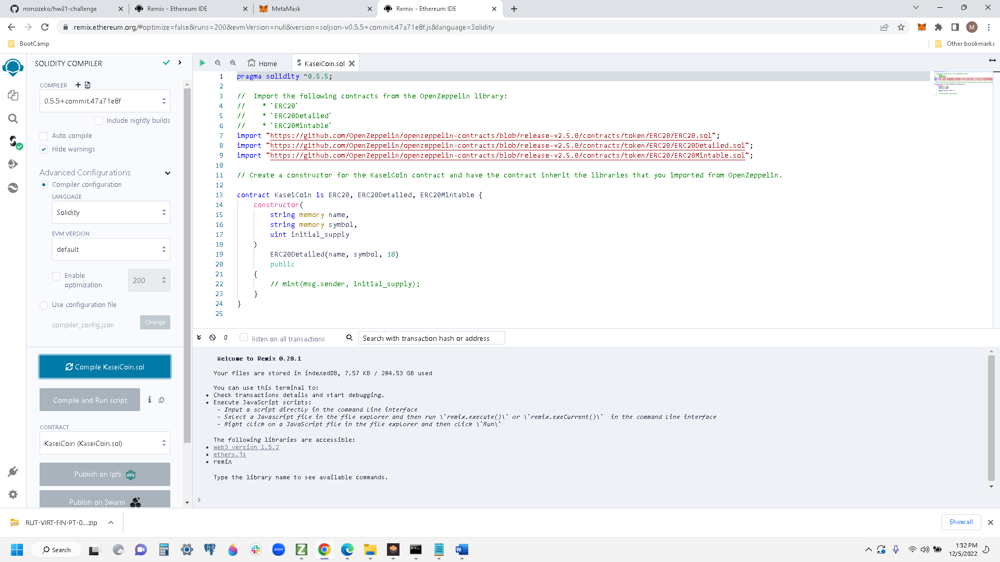 mmozeko/hw21-challenge
Remix - Ethereum IDE
MetaMask
Remix - Ethereum IDE
remix.ethereum.org/#optimize=false&runs=200&evmVersion=null&version=soljson-v0.5.5+commit.47a71e8f.js&language=Solidity
M
BootCamp
Other bookmarks
SOLIDITY COMPILER
Home
KaseiCoin.sol
COMPILER
0.5.5+commit.47a71e8f
Include nightly builds
Auto compile
Hide warnings
Advanced Configurations
Compiler configuration
LANGUAGE
Solidity
EVM VERSION
default
Enable optimization
200
Use configuration file
compiler_config.json
Change
Compile KaseiCoin.sol
Compile and Run script
CONTRACT
KaseiCoin (KaseiCoin.sol)
Publish on Ipfs
IPFS
Publish on Swarm
1 pragma solidity ^0.5.5;
2
3 //  Import the following contracts from the OpenZeppelin library:
4 //    * `ERC20`
5 //    * `ERC20Detailed`
6 //    * `ERC20Mintable`
7 import "https://github.com/OpenZeppelin/openzeppelin-contracts/blob/release-v2.5.0/contracts/token/ERC20/ERC20.sol";
8 import "https://github.com/OpenZeppelin/openzeppelin-contracts/blob/release-v2.5.0/contracts/token/ERC20/ERC20Detailed.sol";
9 import "https://github.com/OpenZeppelin/openzeppelin-contracts/blob/release-v2.5.0/contracts/token/ERC20/ERC20Mintable.sol";
10
11 // Create a constructor for the KaseiCoin contract and have the contract inherit the libraries that you imported from OpenZeppelin.
12
13 contract KaseiCoin is ERC20, ERC20Detailed, ERC20Mintable {
14     constructor(
15         string memory name,
16         string memory symbol,
17         uint initial_supply
18     )
19         ERC20Detailed(name, symbol, 18)
20         public
21     {
22         // mint(msg.sender, initial_supply);
23     }
24 }
25
0
listen on all transactions
Search with transaction hash or address
Welcome to Remix 0.28.1
Your files are stored in indexedDB, 7.57 KB / 284.53 GB used
You can use this terminal to:
• Check transactions details and start debugging.
• Execute JavaScript scripts:
- Input a script directly in the command line interface
- Select a Javascript file in the file explorer and then run \`remix.execute()\` or \`remix.exeCurrent()\`  in the command line interface
- Right click on a JavaScript file in the file explorer and then click \`Run\`
The following libraries are accessible:
• web3 version 1.5.2
• ethers.js
• remix
Type the library name to see available commands.
>
RUT-VIRT-FIN-PT-0....zip
Show all
Search
zoom
1:32 PM
12/5/2022